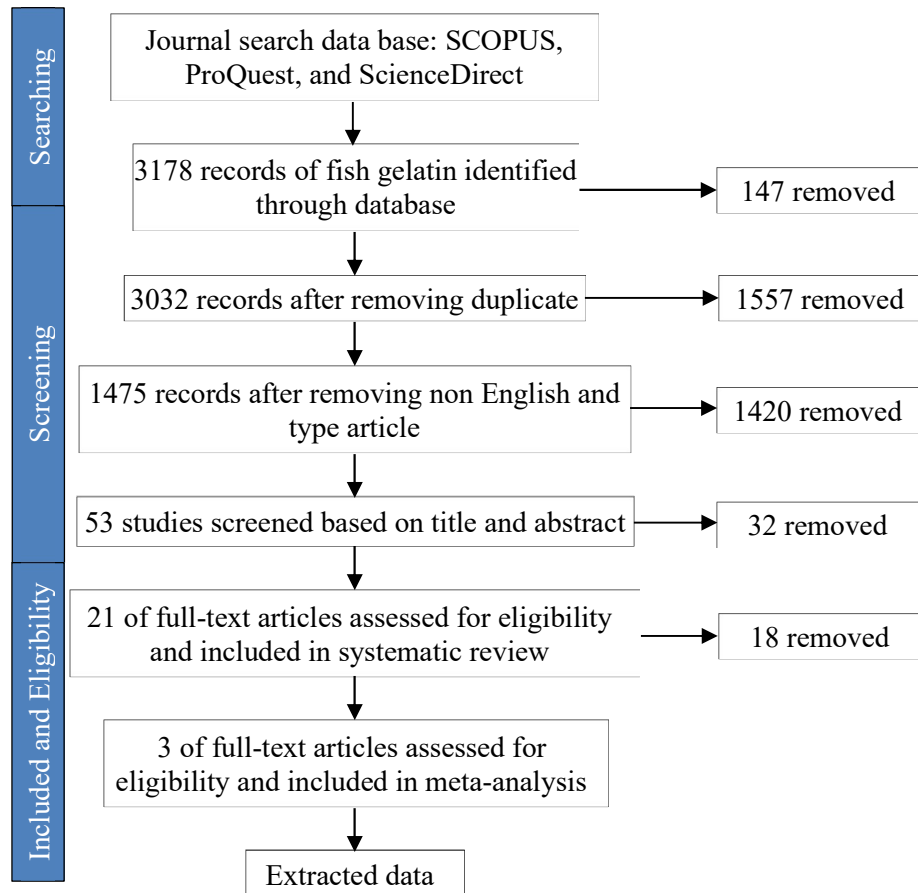 Searching
Journal search data base: SCOPUS,
ProQuest, and ScienceDirect
3178 records of fish gelatin identified
through database
147 removed
Screening
3032 records after removing duplicate
1557 removed
1475 records after removing non English and
type article
1420 removed
53 studies screened based on title and abstract
32 removed
Included and Eligibility
21 of full-text articles assessed for eligibility
and included in systematic review
18 removed
3 of full-text articles assessed for
eligibility and included in meta-analysis
Extracted data